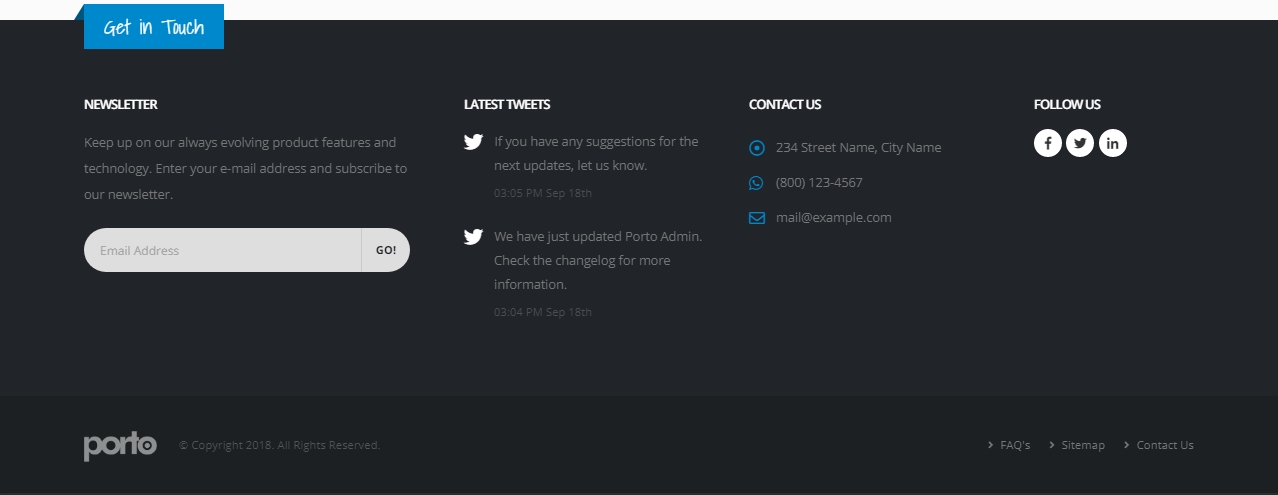 Get in Touch
NEWSLETTER
Keep up on our always evolving product features and
technology. Enter your e-mail address and subscribe to
our newsletter.
Email Address
GO!
LATEST TWEETS
If you have any suggestions for the
next updates, let us know.
03:05 PM Sep 18th
We have just updated Porto Admin.
Check the changelog for more
information.
03:04 PM Sep 18th
CONTACT US
234 Street Name, City Name
(800) 123-4567
mail@example.com
FOLLOW US
porto
© Copyright 2018. All Rights Reserved.
FAQ's
Sitemap
Contact Us